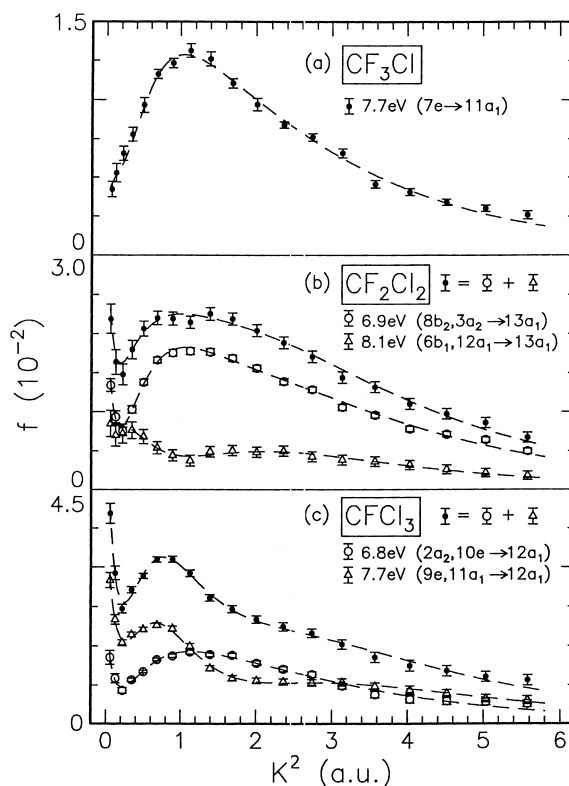 1.5
(a) CF₃Cl
7.7eV (7e→11a₁)
0
3.0
(b) CF₂Cl₂ = +
6.9eV (8b₂,3a₂→13a₁)
8.1eV (6b₁,12a₁→13a₁)
f (10⁻²)
0
4.5
(c) CFCl₃ = +
6.8eV (2a₂,10e→12a₁)
7.7eV (9e,11a₁→12a₁)
0
0 1 2 3 4 5 6
K² (a.u.)